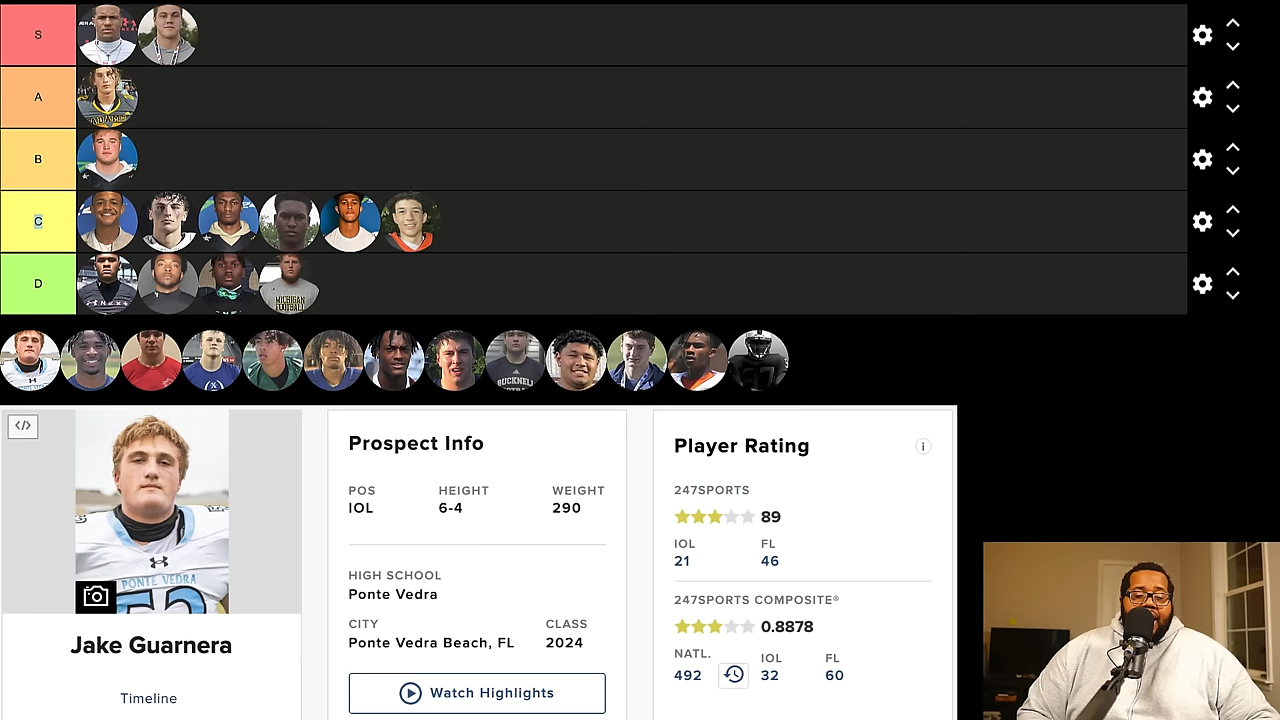 S
A
B
C
D
MICHIGAN
FOOTBALL
BUCKNELL
</>
PONTE VEDRA
52
Jake Guarnera
Timeline
Prospect Info
POS HEIGHT WEIGHT
IOL 6-4 290
HIGH SCHOOL
Ponte Vedra
CITY CLASS
Ponte Vedra Beach, FL 2024
Watch Highlights
Player Rating i
247SPORTS
89
IOL FL
21 46
247SPORTS COMPOSITE®
0.8878
NATL. IOL FL
492 32 60